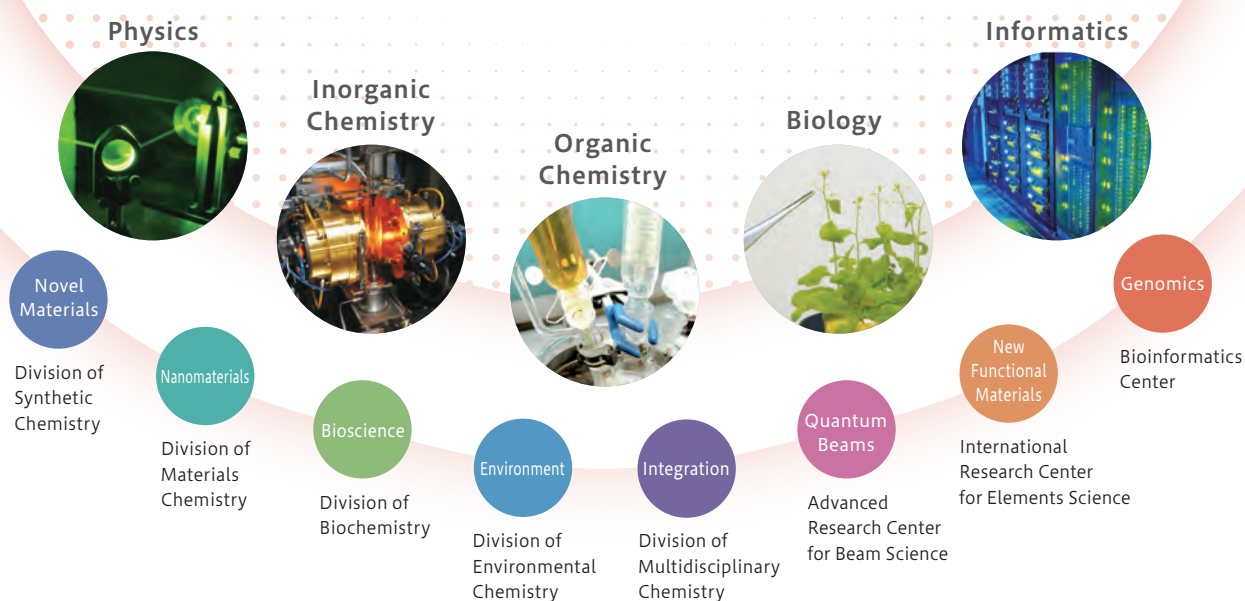 Physics
Inorganic
Chemistry
Organic
Chemistry
Biology
Informatics
Novel
Materials
Division of
Synthetic
Chemistry
Nanomaterials
Division of
Materials
Chemistry
Bioscience
Division of
Biochemistry
Environment
Division of
Environmental
Chemistry
Integration
Division of
Multidisciplinary
Chemistry
Quantum
Beams
Advanced
Research Center
for Beam Science
New
Functional
Materials
International
Research Center
for Elements Science
Genomics
Bioinformatics
Center